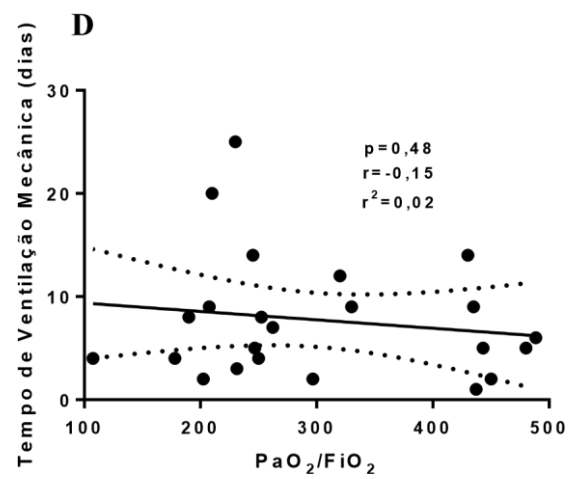 D
Tempo de Ventilação Mecânica (dias)
30
20
10
0
p=0,48
r=-0,15
r²=0,02
100 200 300 400 500
PaO₂/FiO₂